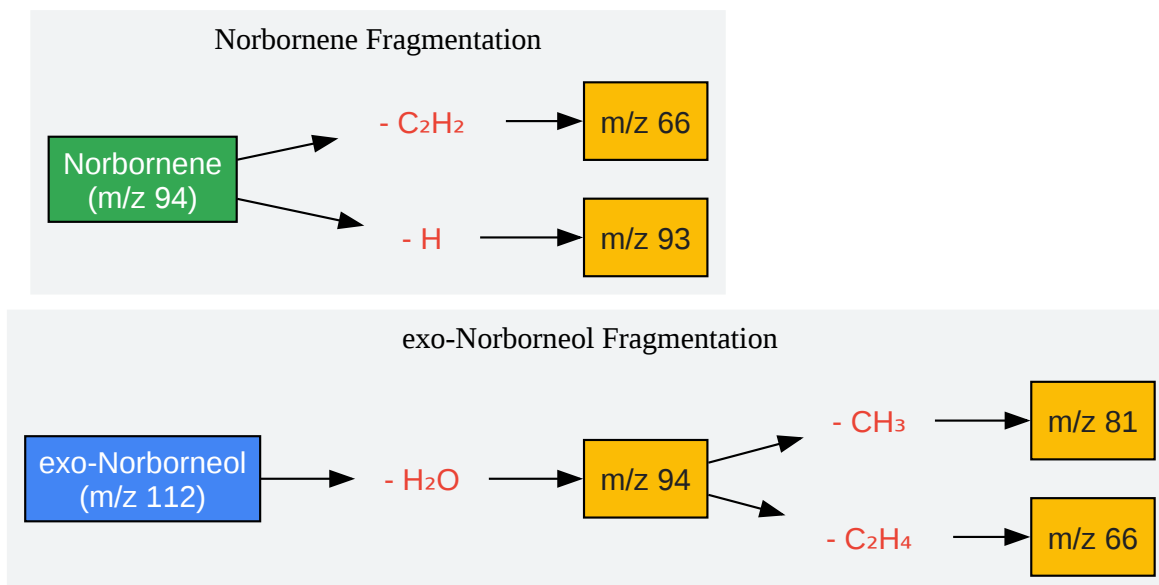 Norbornene Fragmentation
Norbornene
(m/z 94)
- C₂H₂
m/z 66
- H
m/z 93
exo-Norborneol Fragmentation
exo-Norborneol
(m/z 112)
- H₂O
m/z 94
- CH₃
m/z 81
- C₂H₄
m/z 66